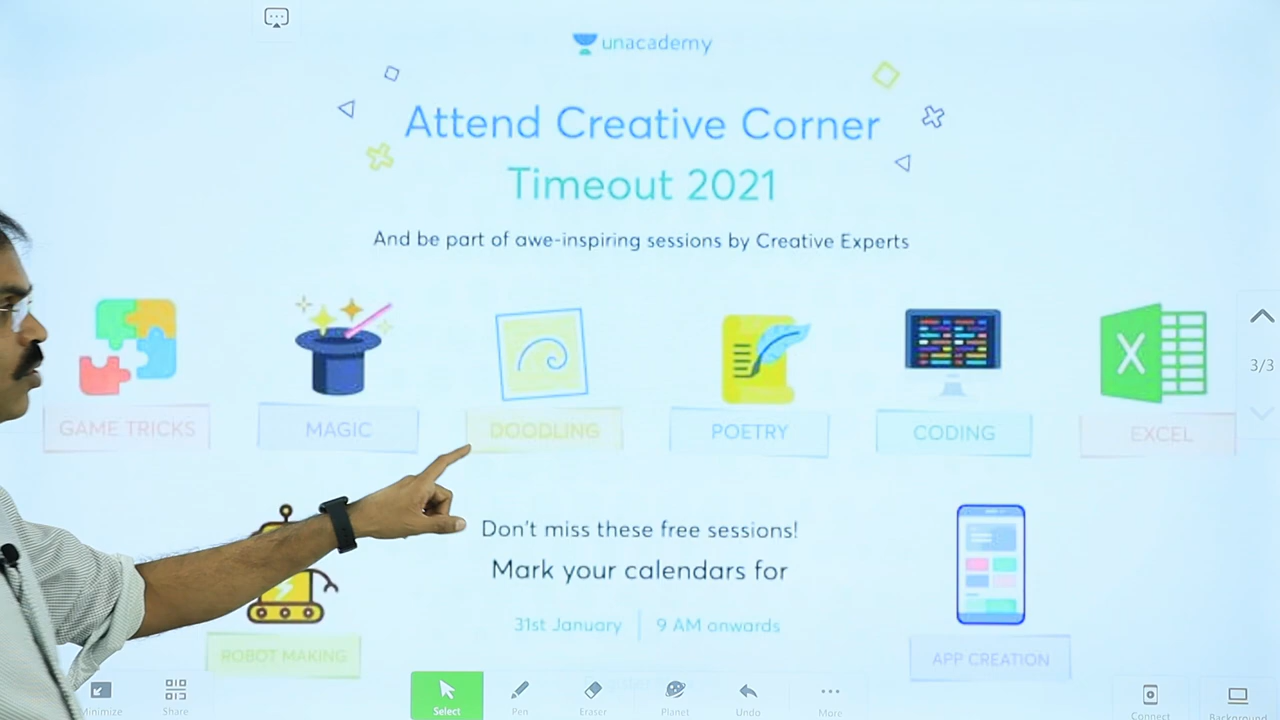 unacademy
Attend Creative Corner
Timeout 2021
And be part of awe-inspiring sessions by Creative Experts
GAME TRICKS
MAGIC
DOODLING
POETRY
CODING
EXCEL
3/3
Don't miss these free sessions!
Mark your calendars for
31st January | 9 AM onwards
ROBOT MAKING
APP CREATION
Minimize
Share
Select
Pen
Eraser
Planet
Undo
More
Connect
Background